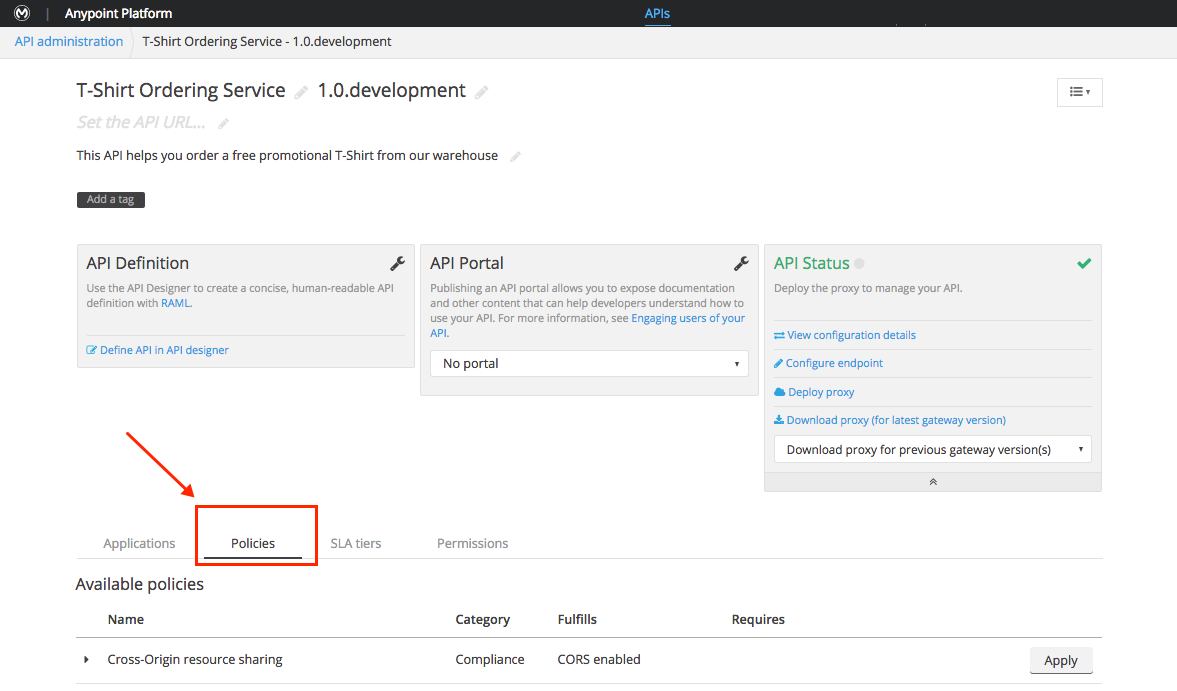 Anypoint Platform
APIs
API administration
T-Shirt Ordering Service - 1.0.development
T-Shirt Ordering Service
1.0.development
Set the API URL...
This API helps you order a free promotional T-Shirt from our warehouse
Add a tag
API Definition
Use the API Designer to create a concise, human-readable API
definition with RAML.
Define API in API designer
API Portal
Publishing an API portal allows you to expose documentation
and other content that can help developers understand how to
use your API. For more information, see Engaging users of your
API.
No portal
API Status
Deploy the proxy to manage your API.
View configuration details
Configure endpoint
Deploy proxy
Download proxy (for latest gateway version)
Download proxy for previous gateway version(s)
Applications
Policies
SLA tiers
Permissions
Available policies
Name
Category
Fulfills
Requires
Cross-Origin resource sharing
Compliance
CORS enabled
Apply